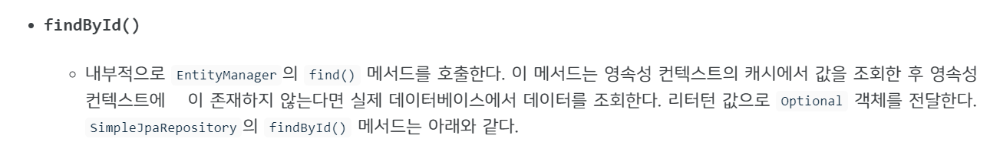 findById()
내부적으로 EntityManager 의 find() 메서드를 호출한다. 이 메서드는 영속성 컨텍스트의 캐시에서 값을 조회한 후 영속성
컨텍스트에 이 존재하지 않는다면 실제 데이터베이스에서 데이터를 조회한다. 리터턴 값으로 Optional 객체를 전달한다.
SimpleJpaRepository 의 findById() 메서드는 아래와 같다.